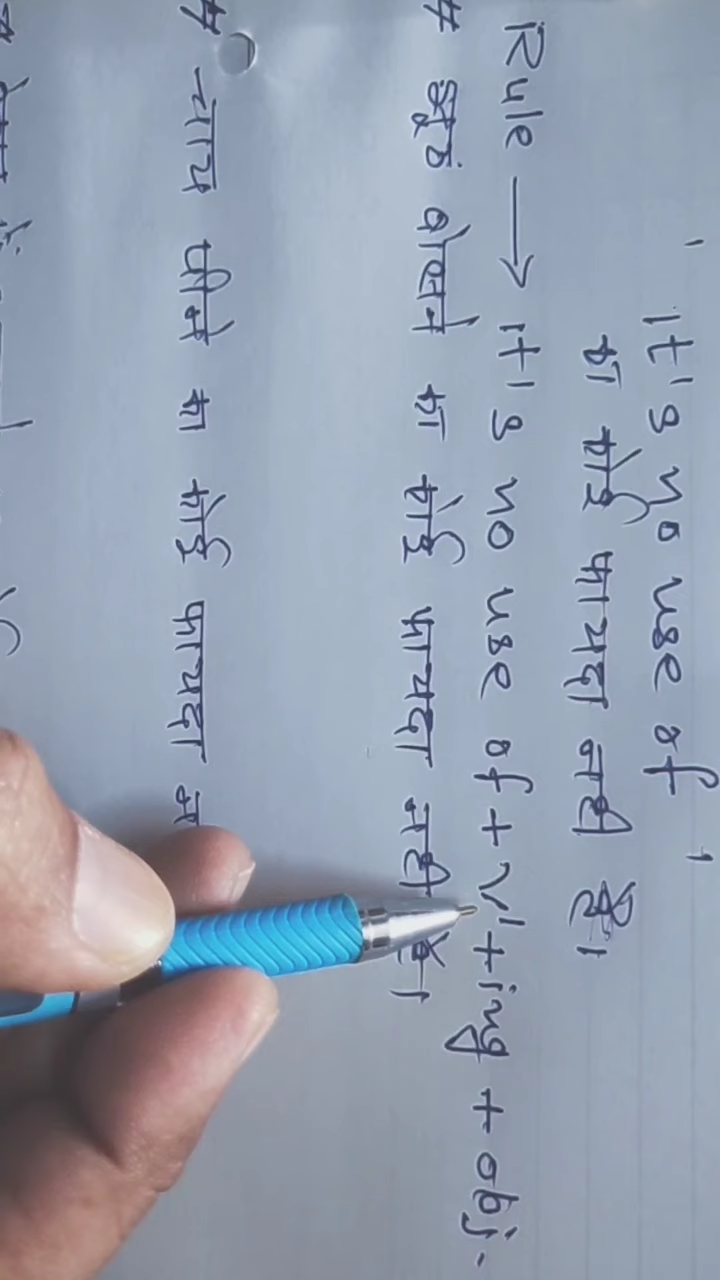 ' It's no use of '
का कोई फायदा नही है।
Rule → It's no use of + v¹ + ing + obj.
# झुठ बोलने का कोई फायदा नही है।
# चाय पीने का कोई फायदा
#